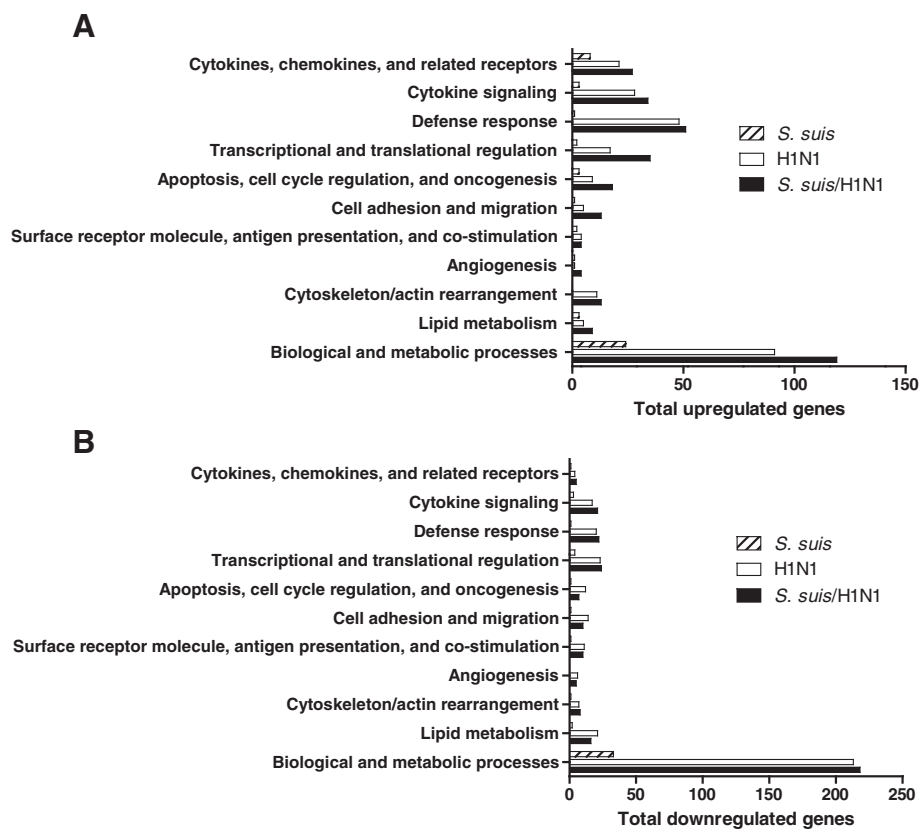 A
Cytokines, chemokines, and related receptors
Cytokine signaling
Defense response
Transcriptional and translational regulation
Apoptosis, cell cycle regulation, and oncogenesis
Cell adhesion and migration
Surface receptor molecule, antigen presentation, and co-stimulation
Angiogenesis
Cytoskeleton/actin rearrangement
Lipid metabolism
Biological and metabolic processes
S. suis
H1N1
S. suis/H1N1
0 50 100 150
Total upregulated genes
B
Cytokines, chemokines, and related receptors
Cytokine signaling
Defense response
Transcriptional and translational regulation
Apoptosis, cell cycle regulation, and oncogenesis
Cell adhesion and migration
Surface receptor molecule, antigen presentation, and co-stimulation
Angiogenesis
Cytoskeleton/actin rearrangement
Lipid metabolism
Biological and metabolic processes
S. suis
H1N1
S. suis/H1N1
0 50 100 150 200 250
Total downregulated genes